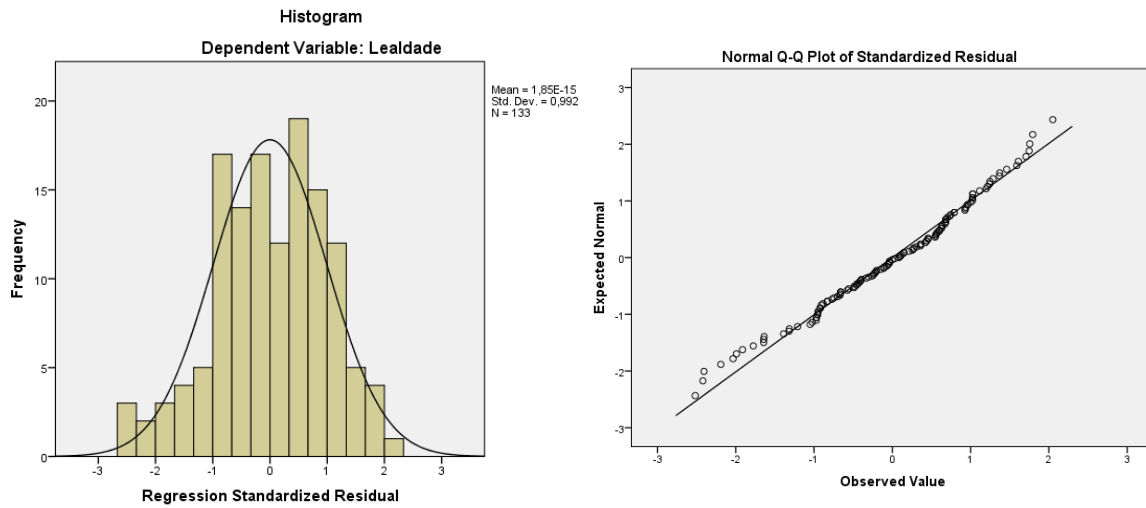 Histogram
Dependent Variable: Lealdade
Mean = 1,85E-15
Std. Dev. = 0,992
N = 133
Frequency
20
15
10
5
0
-3 -2 -1 0 1 2 3
Regression Standardized Residual
Normal Q-Q Plot of Standardized Residual
Expected Normal
3
2
1
0
-1
-2
-3
-3 -2 -1 0 1 2 3
Observed Value